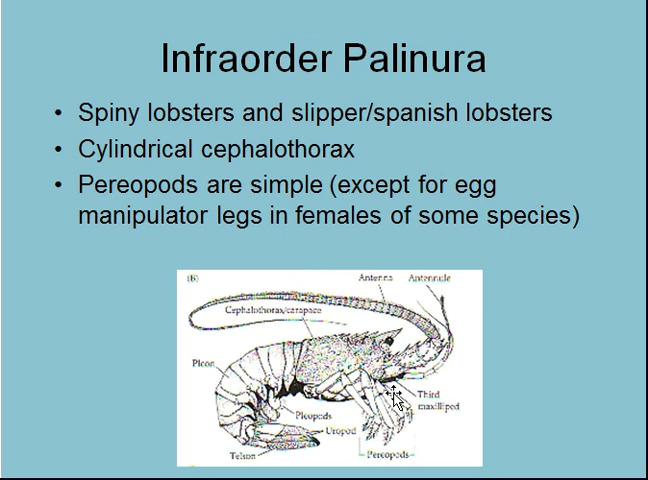 Infraorder Palinura
• Spiny lobsters and slipper/spanish lobsters
• Cylindrical cephalothorax
• Pereopods are simple (except for egg
manipulator legs in females of some species)
(B)
Antenna
Antennule
Cephalothorax/carapace
Pleon
Third
maxilliped
Pleopods
Uropod
Telson
Pereopods